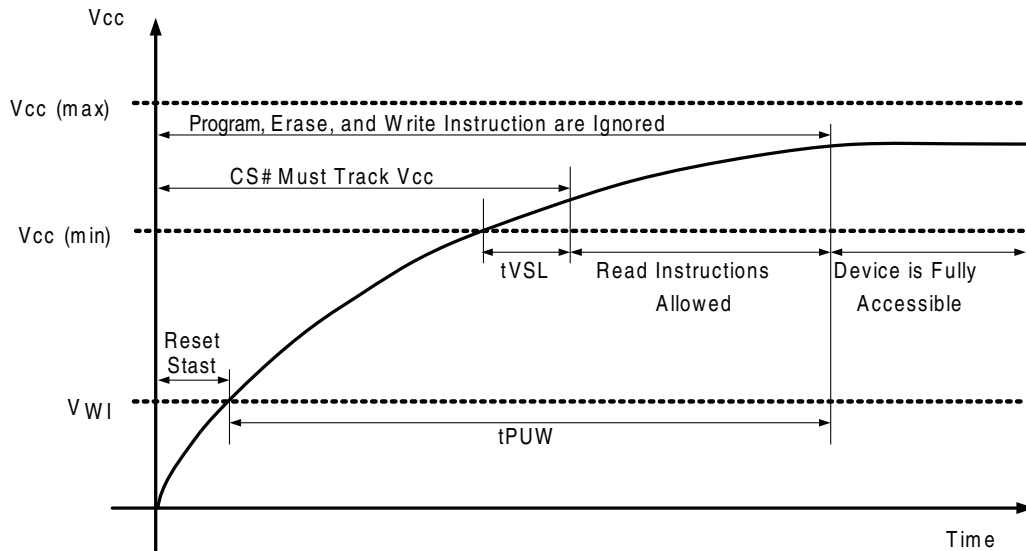 Vcc
Vcc (max)
Program, Erase, and Write Instruction are Ignored
CS# Must Track Vcc
Vcc (min)
tVSL
Read Instructions
Allowed
Device is Fully
Accessible
Reset
Stast
VWI
tPUW
Time